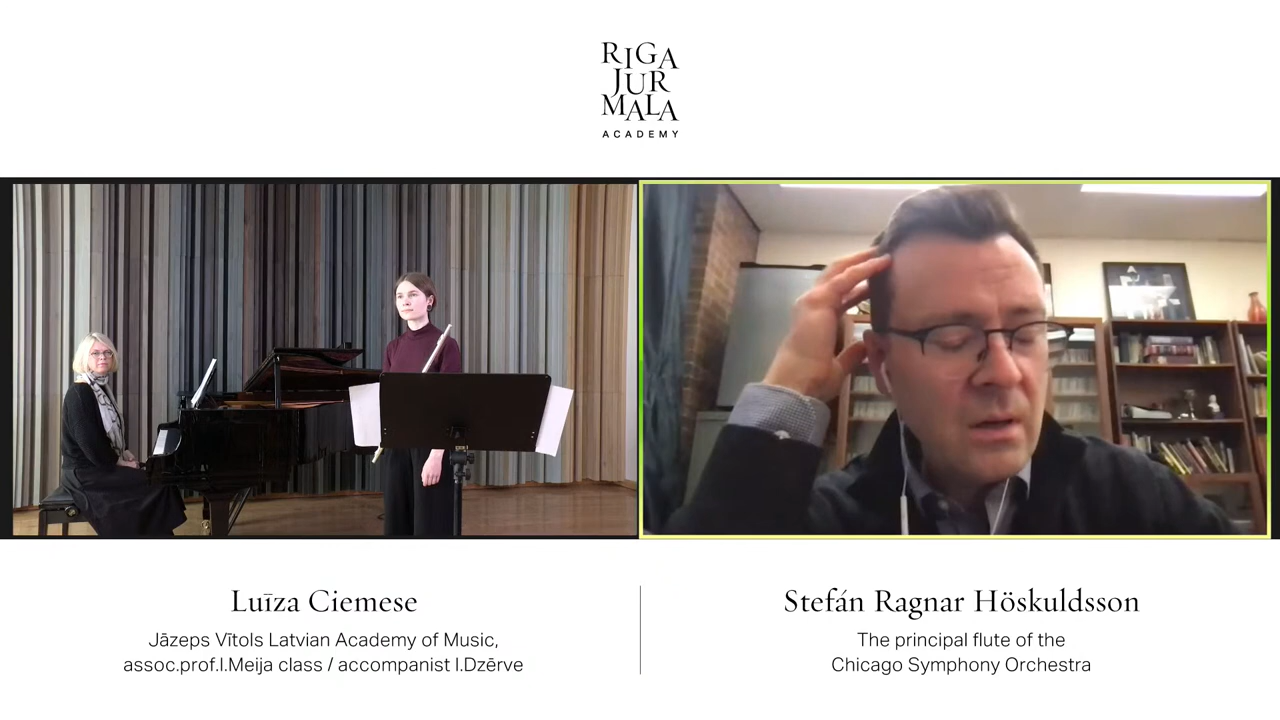 RIGA
JUR
MALA
ACADEMY
Luīza Ciemese
Jāzeps Vītols Latvian Academy of Music,
assoc.prof.I.Meija class / accompanist I.Dzērve
Stefán Ragnar Höskuldsson
The principal flute of the
Chicago Symphony Orchestra